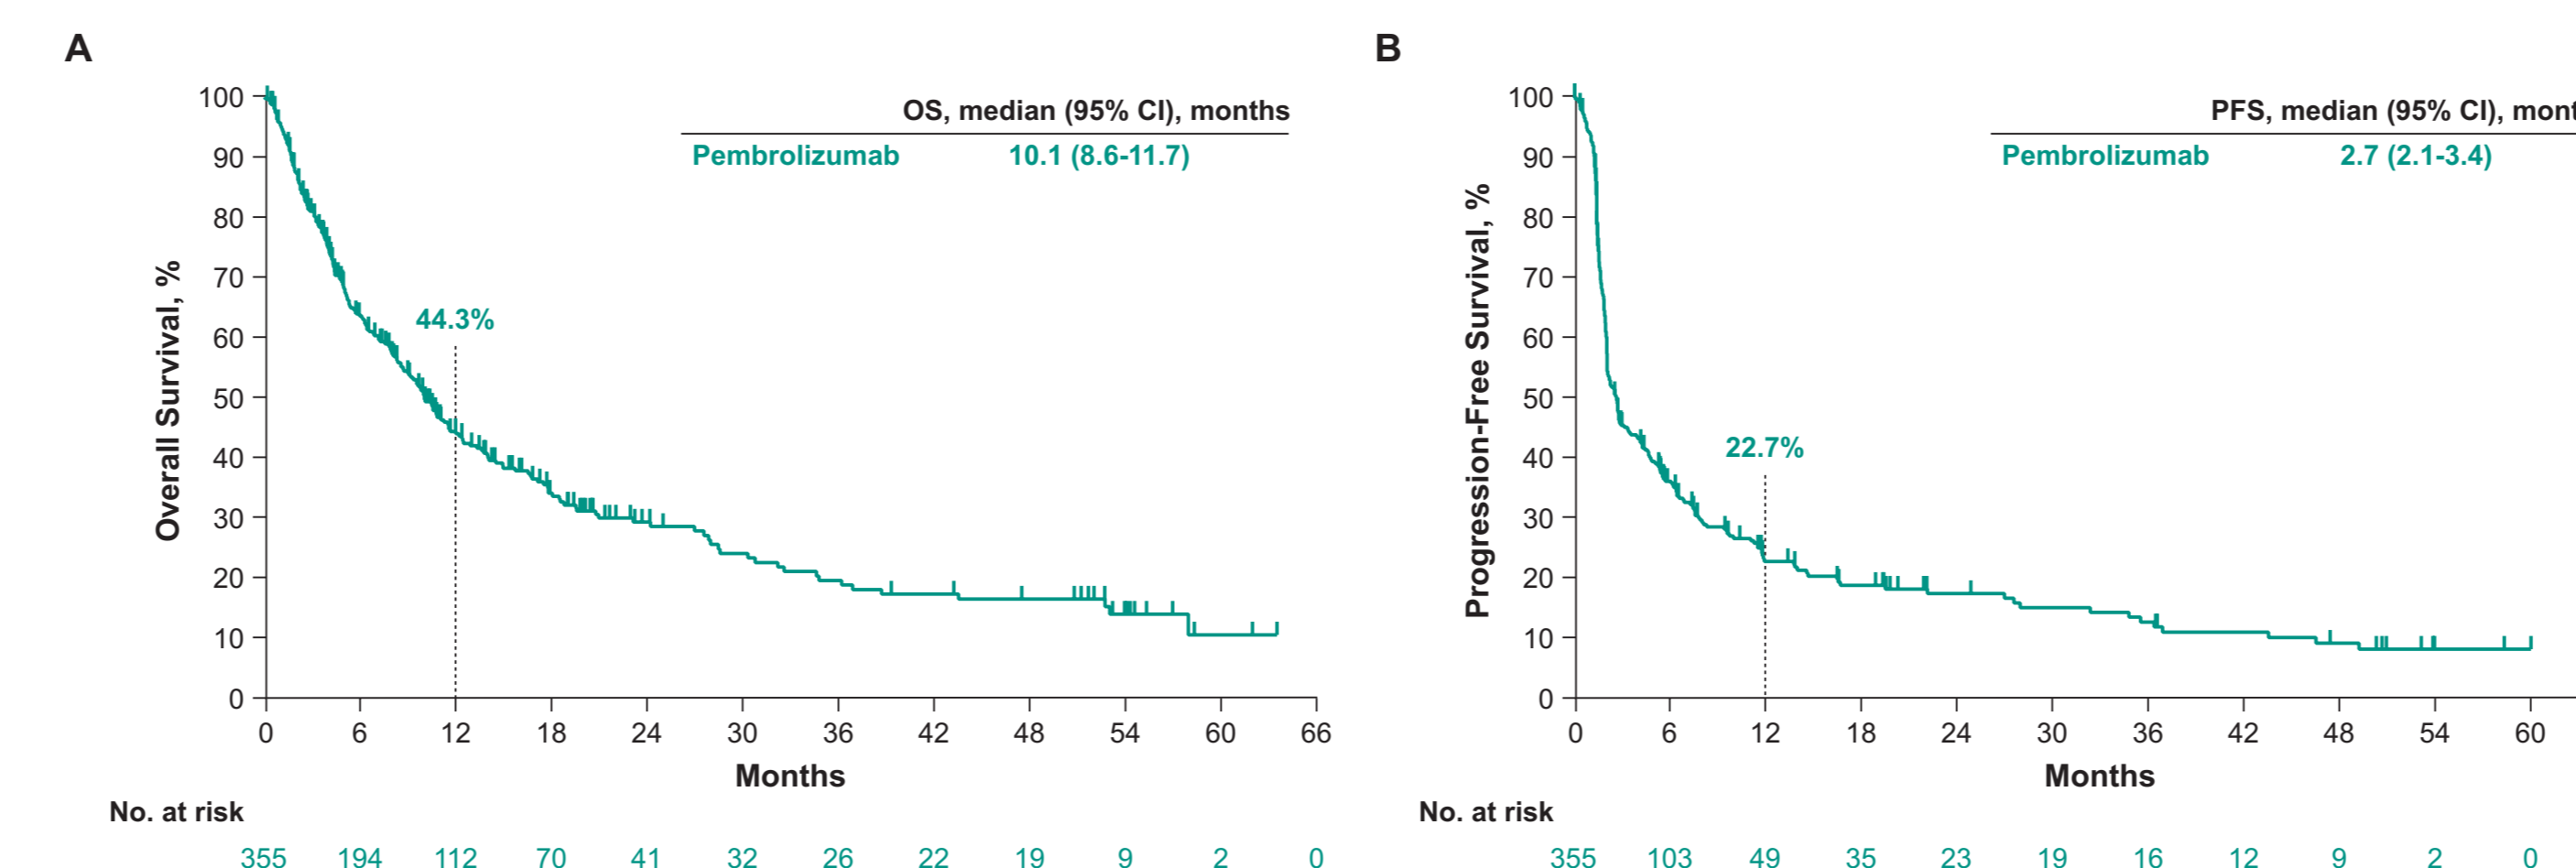 A
OS, median (95% CI), months
Pembrolizumab 10.1 (8.6-11.7)
Overall Survival, %
100
90
80
70
60
50
40
30
20
10
0
44.3%
0 6 12 18 24 30 36 42 48 54 60 66
Months
No. at risk
355 194 112 70 41 32 26 22 19 9 2 0
B
PFS, median (95% CI), mont
Pembrolizumab 2.7 (2.1-3.4)
Progression-Free Survival, %
100
90
80
70
60
50
40
30
20
10
0
22.7%
0 6 12 18 24 30 36 42 48 54 60
Months
No. at risk
355 103 49 35 23 19 16 12 9 2 0